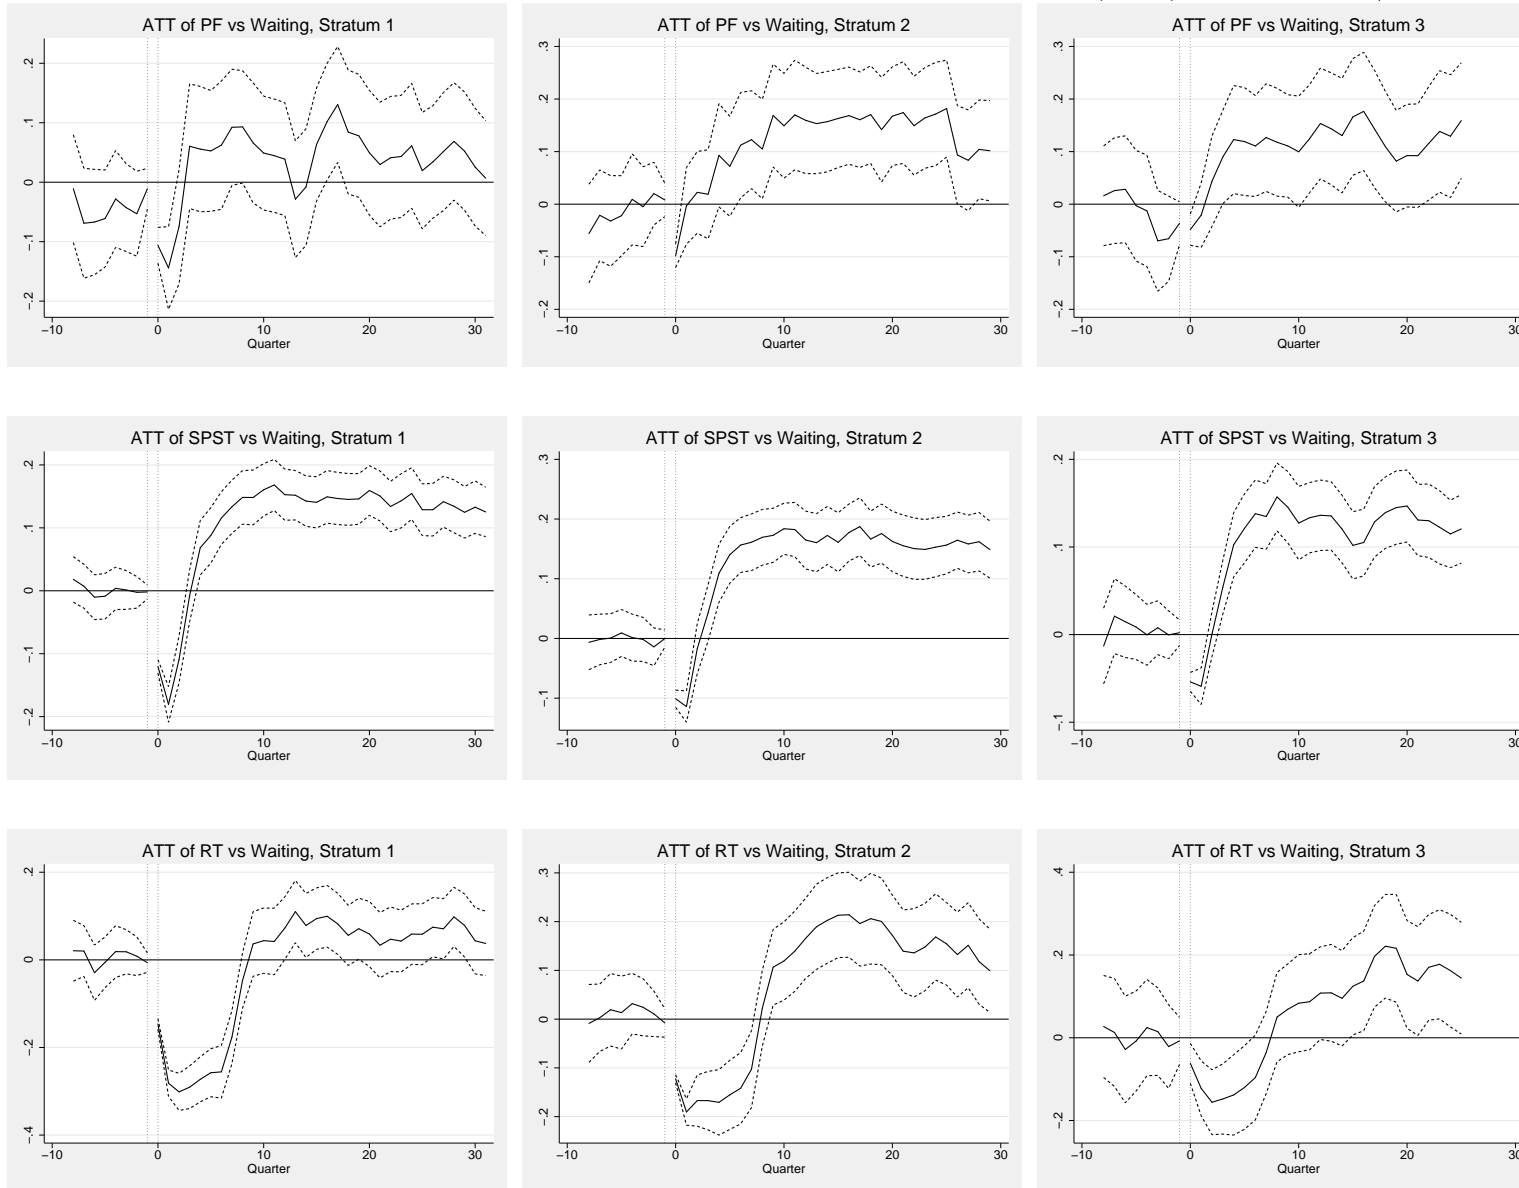 ATT of PF vs Waiting, Stratum 1
.2
.1
0
-.1
-.2
-10 0 10 20 30
Quarter
ATT of PF vs Waiting, Stratum 2
.3
.2
.1
0
-.1
-.2
-10 0 10 20 30
Quarter
ATT of PF vs Waiting, Stratum 3
.3
.2
.1
0
-.1
-.2
-10 0 10 20 30
Quarter
ATT of SPST vs Waiting, Stratum 1
.2
.1
0
-.1
-.2
-10 0 10 20 30
Quarter
ATT of SPST vs Waiting, Stratum 2
.3
.2
.1
0
-.1
-10 0 10 20 30
Quarter
ATT of SPST vs Waiting, Stratum 3
.2
.1
0
-.1
-10 0 10 20 30
Quarter
ATT of RT vs Waiting, Stratum 1
.2
0
-.2
-.4
-10 0 10 20 30
Quarter
ATT of RT vs Waiting, Stratum 2
.3
.2
.1
0
-.1
-.2
-10 0 10 20 30
Quarter
ATT of RT vs Waiting, Stratum 3
.4
.2
0
-.2
-10 0 10 20 30
Quarter